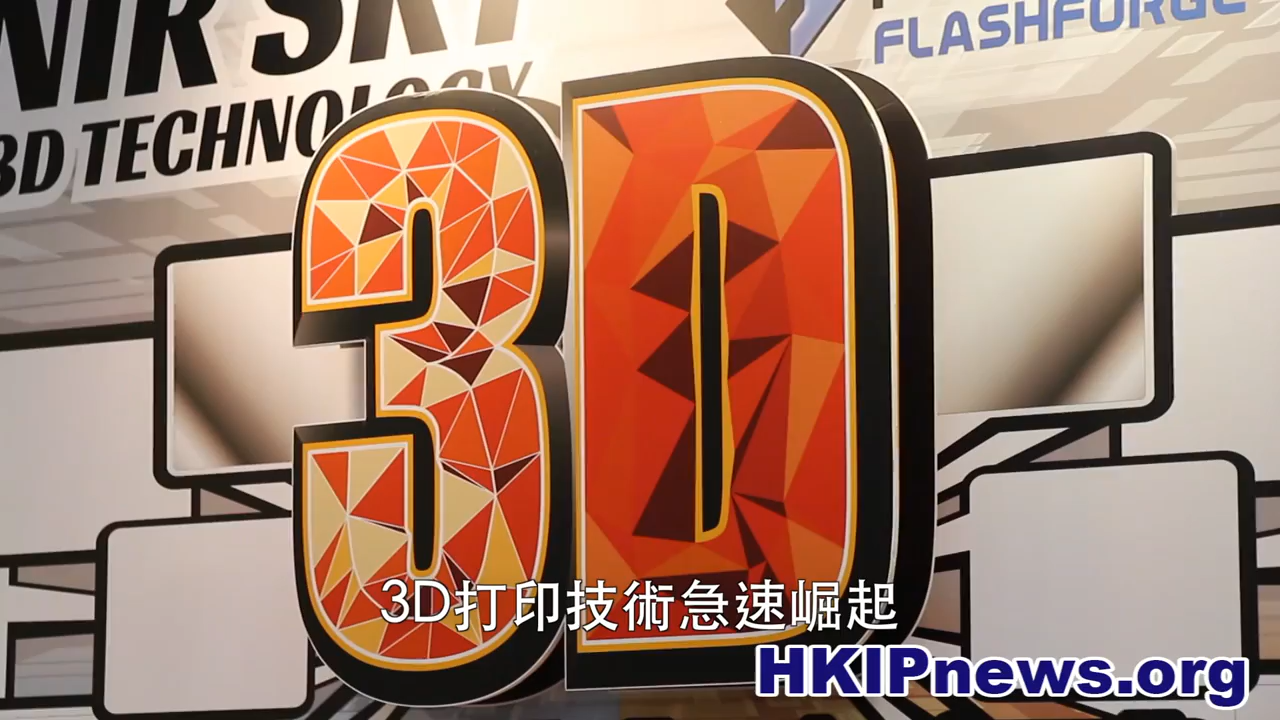 FLASHFORGE
3D TECHNOLOGY
3D
3D打印技術急速崛起
HKIPnews.org